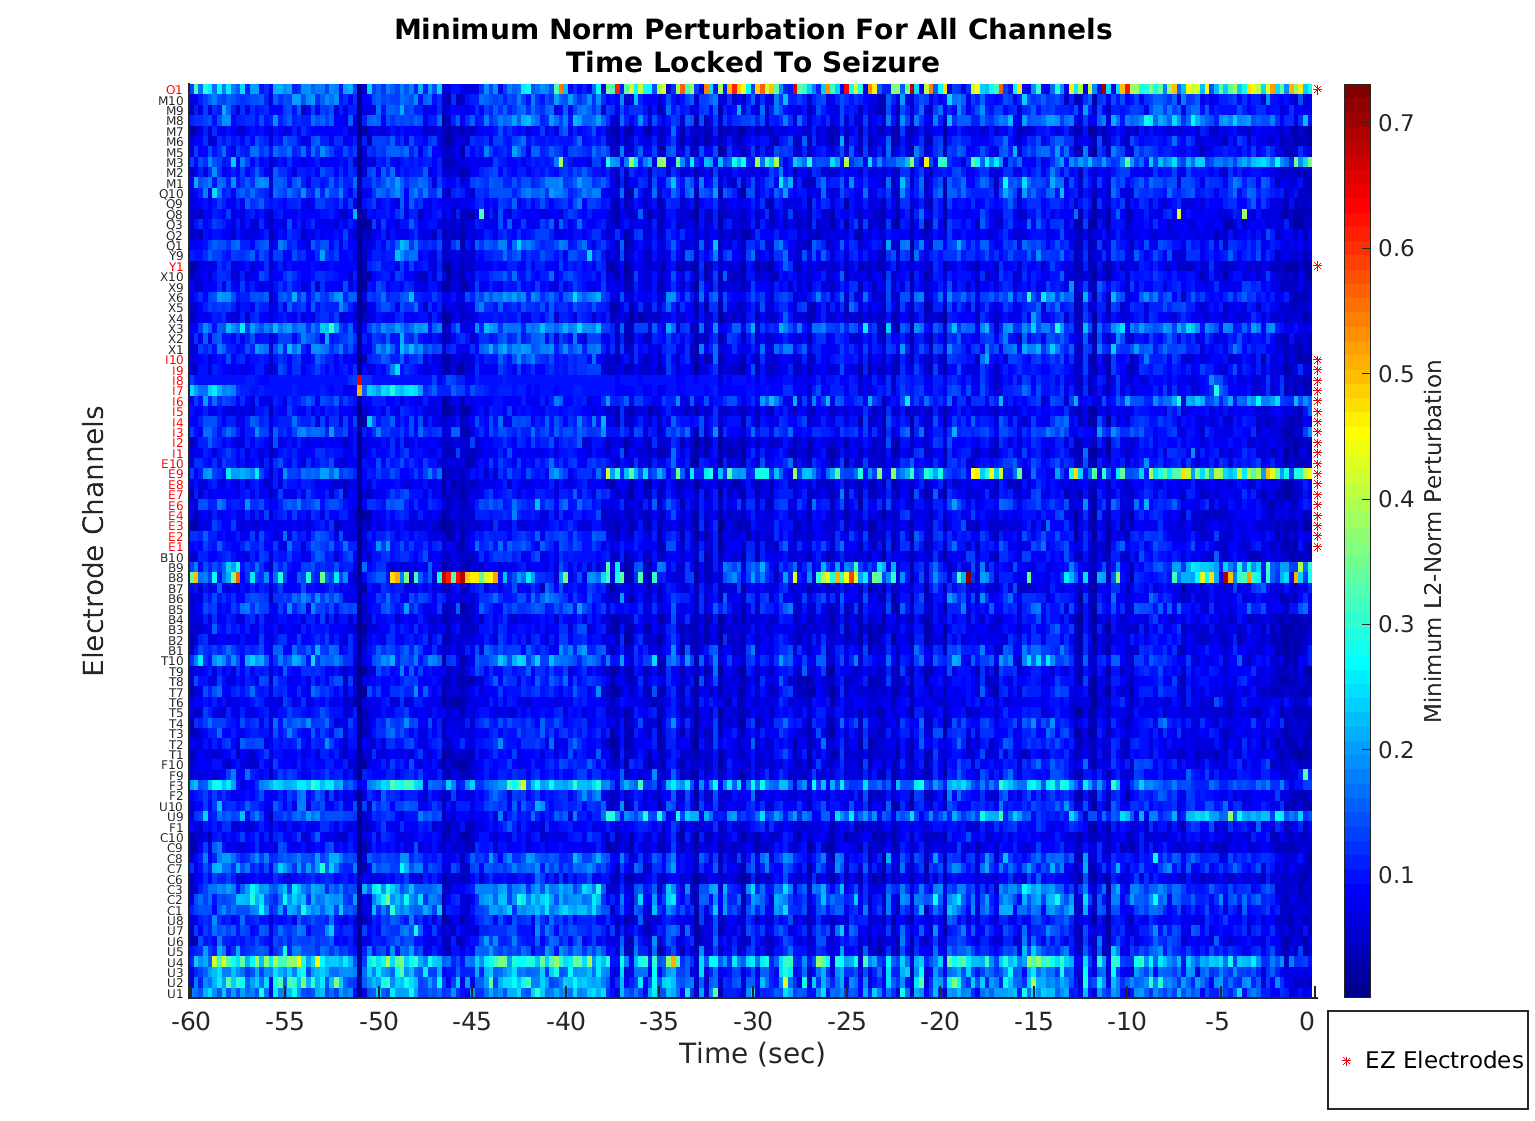 Minimum Norm Perturbation For All Channels
Time Locked To Seizure
O1
M10
M9
M8
M7
M6
M5
M3
M2
M1
Q10
Q9
Q8
Q3
Q2
Q1
Y9
Y1
X10
X9
X6
X5
X4
X3
X2
X1
I10
I9
I8
I7
I6
I5
I4
I3
I2
I1
E10
E9
E8
E7
E6
E4
E3
E2
E1
B10
B9
B8
B7
B6
B5
B4
B3
B2
B1
T10
T9
T8
T7
T6
T5
T4
T3
T2
T1
F10
F9
F3
F2
U10
U9
F1
C10
C9
C8
C7
C6
C3
C2
C1
U8
U7
U6
U5
U4
U3
U2
U1
Electrode Channels
-60 -55 -50 -45 -40 -35 -30 -25 -20 -15 -10 -5 0
Time (sec)
0.7
0.6
0.5
0.4
0.3
0.2
0.1
Minimum L2-Norm Perturbation
EZ Electrodes